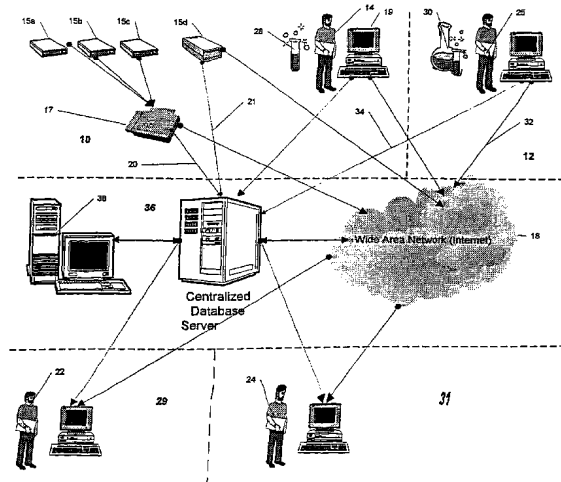 15a 15b 15c 15d 28 14 19 30 25
17 21 34 32
10 20 12
38 36 18
Wide Area Network (Internet)
Centralized
Database
Server
22 29 24 31